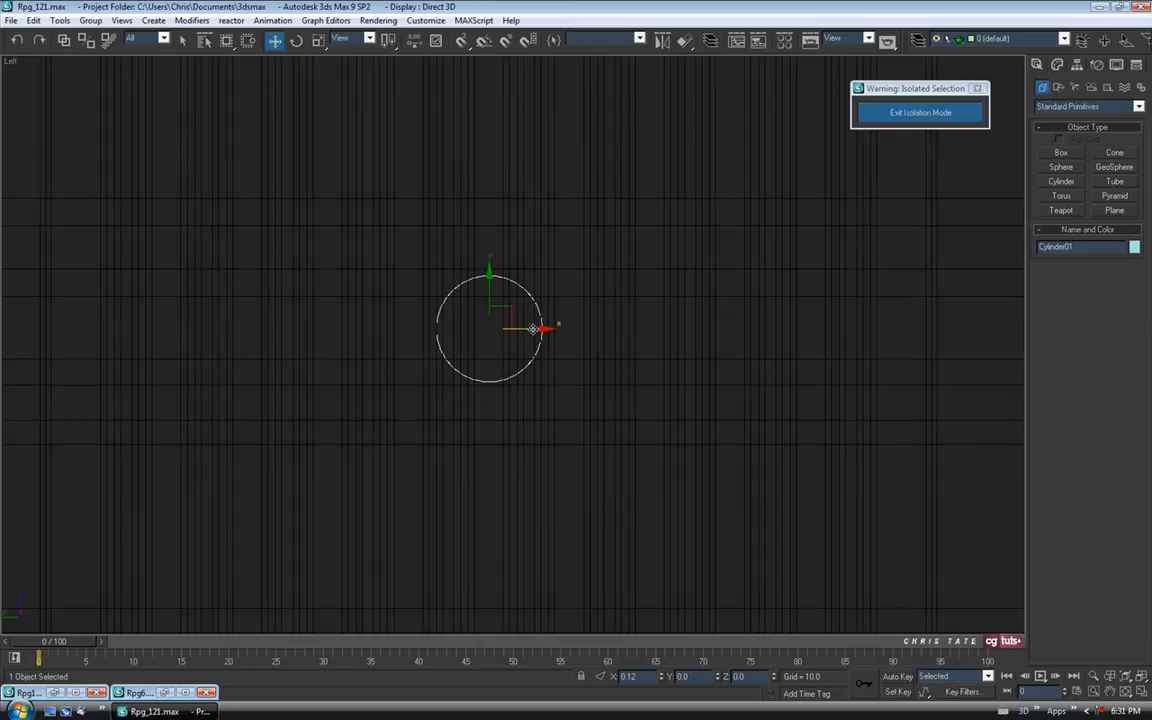 Rpg_121.max - Project Folder: C:\Users\Chris\Documents\3dsmax - Autodesk 3ds Max 9 SP2 - Display : Direct 3D
File Edit Tools Group Views Create Modifiers reactor Animation Graph Editors Rendering Customize MAXScript Help
All View View 0 (default)
Left
Warning: Isolated Selection
Exit Isolation Mode
Standard Primitives
- Object Type
Box Cone
Sphere GeoSphere
Cylinder Tube
Torus Pyramid
Teapot Plane
- Name and Color
Cylinder01
y
x
0 / 100
CHRIS TATE cg tuts+
0 5 10 15 20 25 30 35 40 45 50 55 60 65 70 75 80 85 90 95 100
1 Object Selected X: 0.12 Y: 0.0 Z: 0.0 Grid = 10.0 Auto Key Selected
Add Time Tag Set Key Key Filters... 0
Rpg1... Rpg6...
Rpg_121.max - Pr... 3D » Apps » 6:31 PM